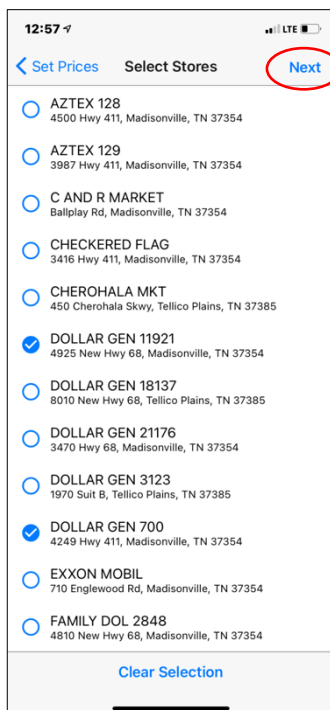 12:57
LTE
Set Prices
Select Stores
Next
AZTEX 128
4500 Hwy 411, Madisonville, TN 37354
AZTEX 129
3987 Hwy 411, Madisonville, TN 37354
C AND R MARKET
Ballplay Rd, Madisonville, TN 37354
CHECKERED FLAG
3416 Hwy 411, Madisonville, TN 37354
CHEROHALA MKT
450 Cherohala Skwy, Tellico Plains, TN 37385
DOLLAR GEN 11921
4925 New Hwy 68, Madisonville, TN 37354
DOLLAR GEN 18137
8010 New Hwy 68, Tellico Plains, TN 37385
DOLLAR GEN 21176
3470 Hwy 68, Madisonville, TN 37354
DOLLAR GEN 3123
1970 Suit B, Tellico Plains, TN 37385
DOLLAR GEN 700
4249 Hwy 411, Madisonville, TN 37354
EXXON MOBIL
710 Englewood Rd, Madisonville, TN 37354
FAMILY DOL 2848
4810 New Hwy 68, Madisonville, TN 37354
Clear Selection